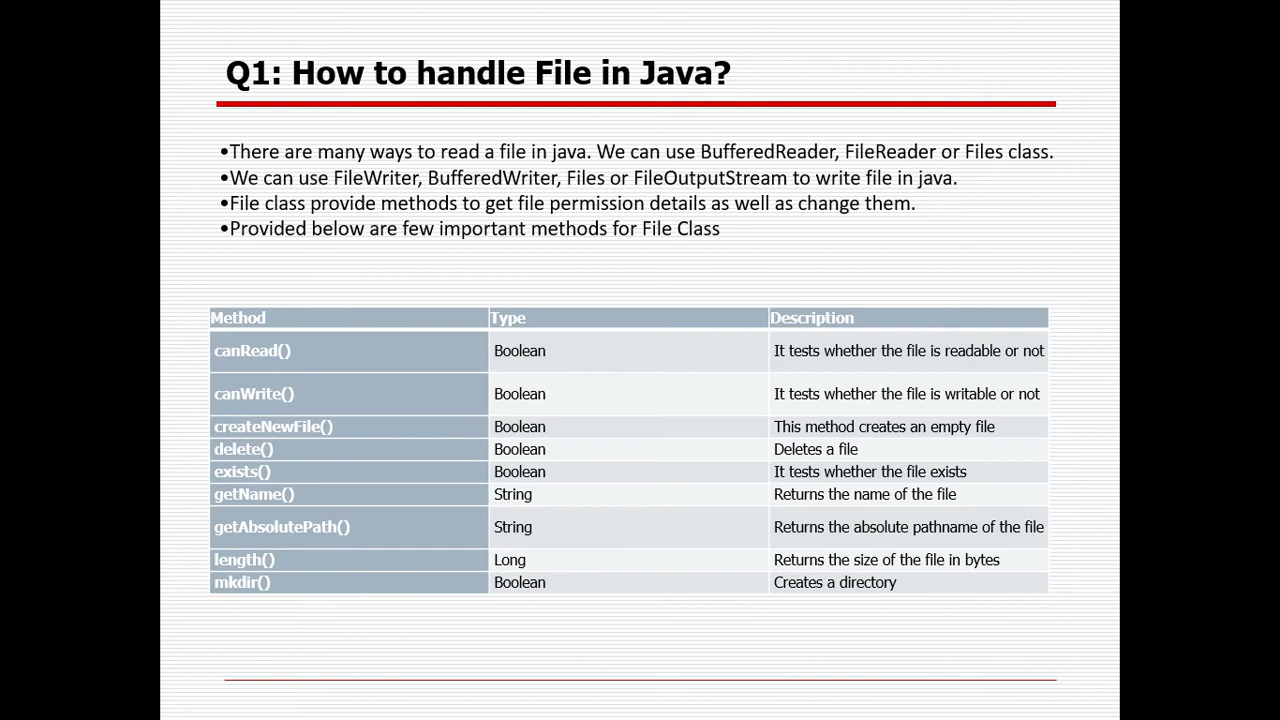 Q1: How to handle File in Java?
•There are many ways to read a file in java. We can use BufferedReader, FileReader or Files class.
•We can use FileWriter, BufferedWriter, Files or FileOutputStream to write file in java.
•File class provide methods to get file permission details as well as change them.
•Provided below are few important methods for File Class
Method Type Description
canRead() Boolean It tests whether the file is readable or not
canWrite() Boolean It tests whether the file is writable or not
createNewFile() Boolean This method creates an empty file
delete() Boolean Deletes a file
exists() Boolean It tests whether the file exists
getName() String Returns the name of the file
getAbsolutePath() String Returns the absolute pathname of the file
length() Long Returns the size of the file in bytes
mkdir() Boolean Creates a directory